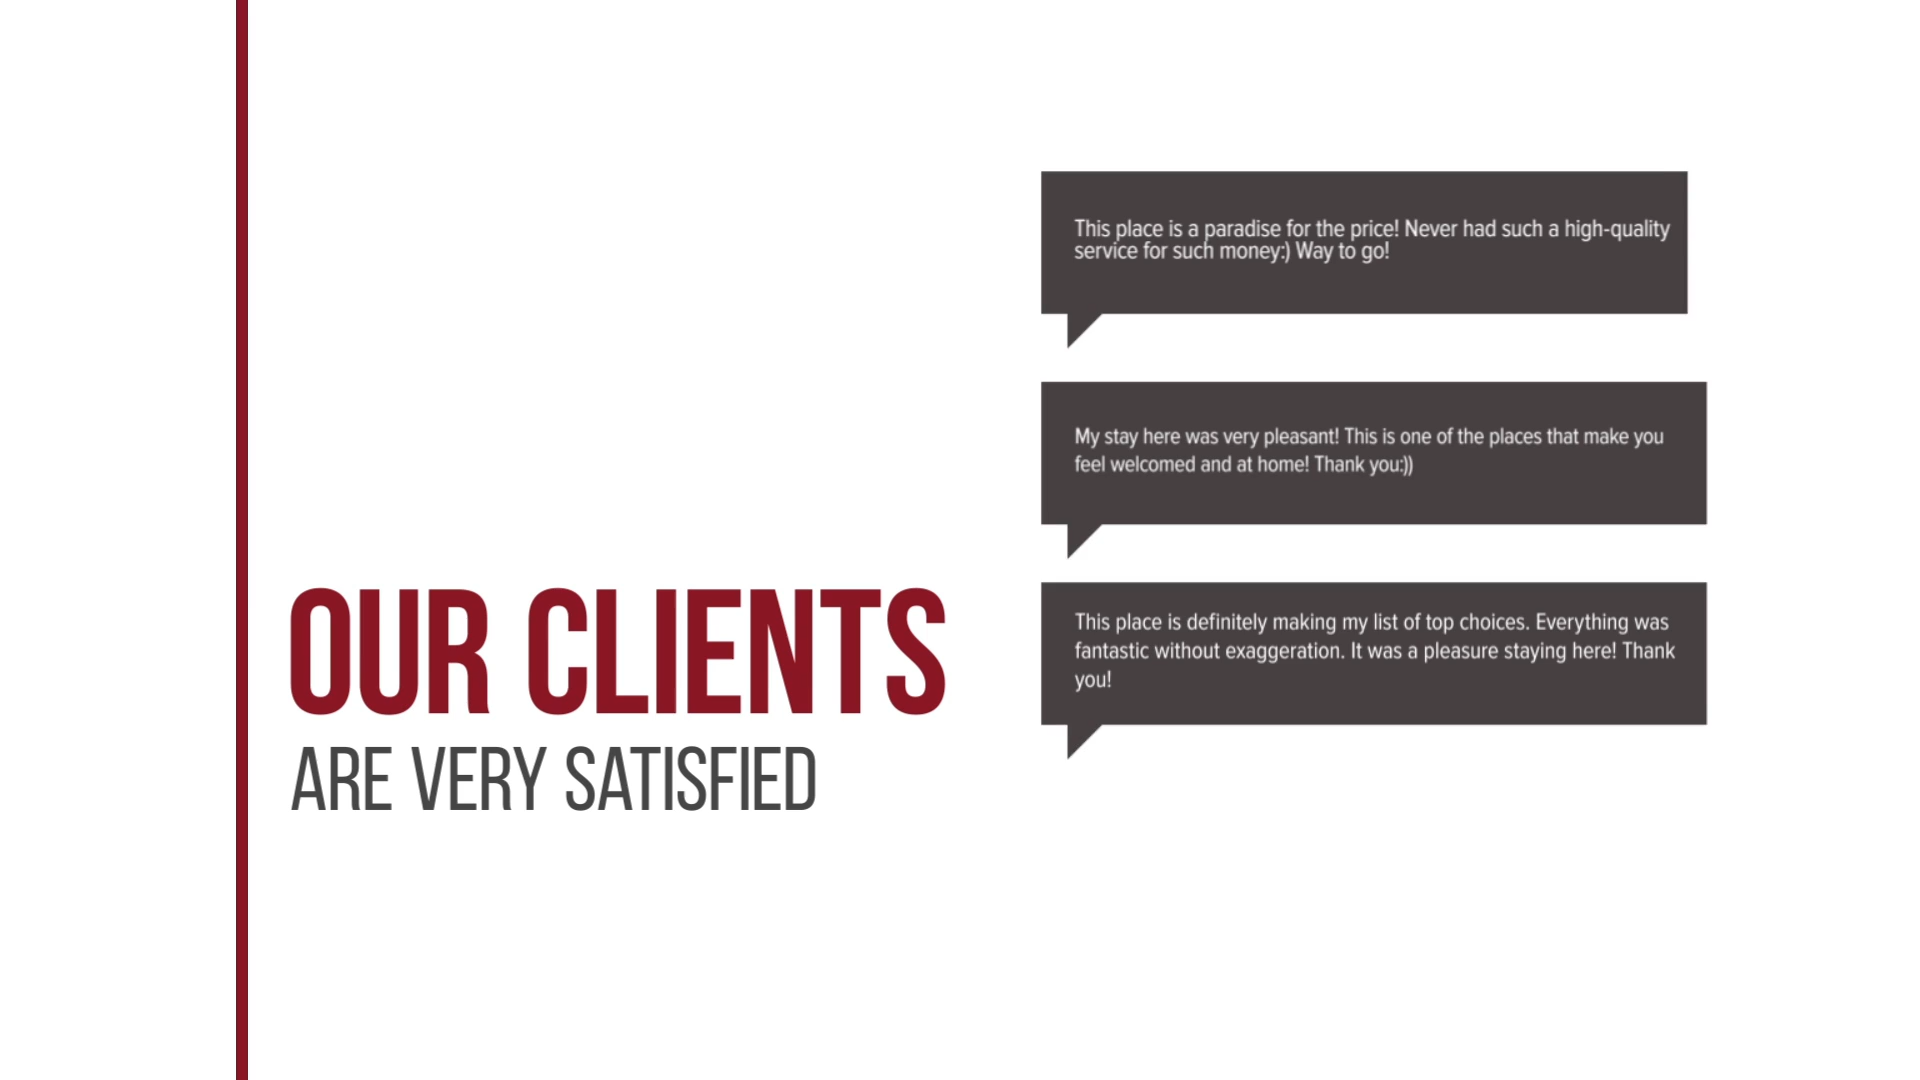 OUR CLIENTS
ARE VERY SATISFIED
This place is a paradise for the price! Never had such a high-quality
service for such money:) Way to go!
My stay here was very pleasant! This is one of the places that make you
feel welcomed and at home! Thank you:))
This place is definitely making my list of top choices. Everything was
fantastic without exaggeration. It was a pleasure staying here! Thank
you!